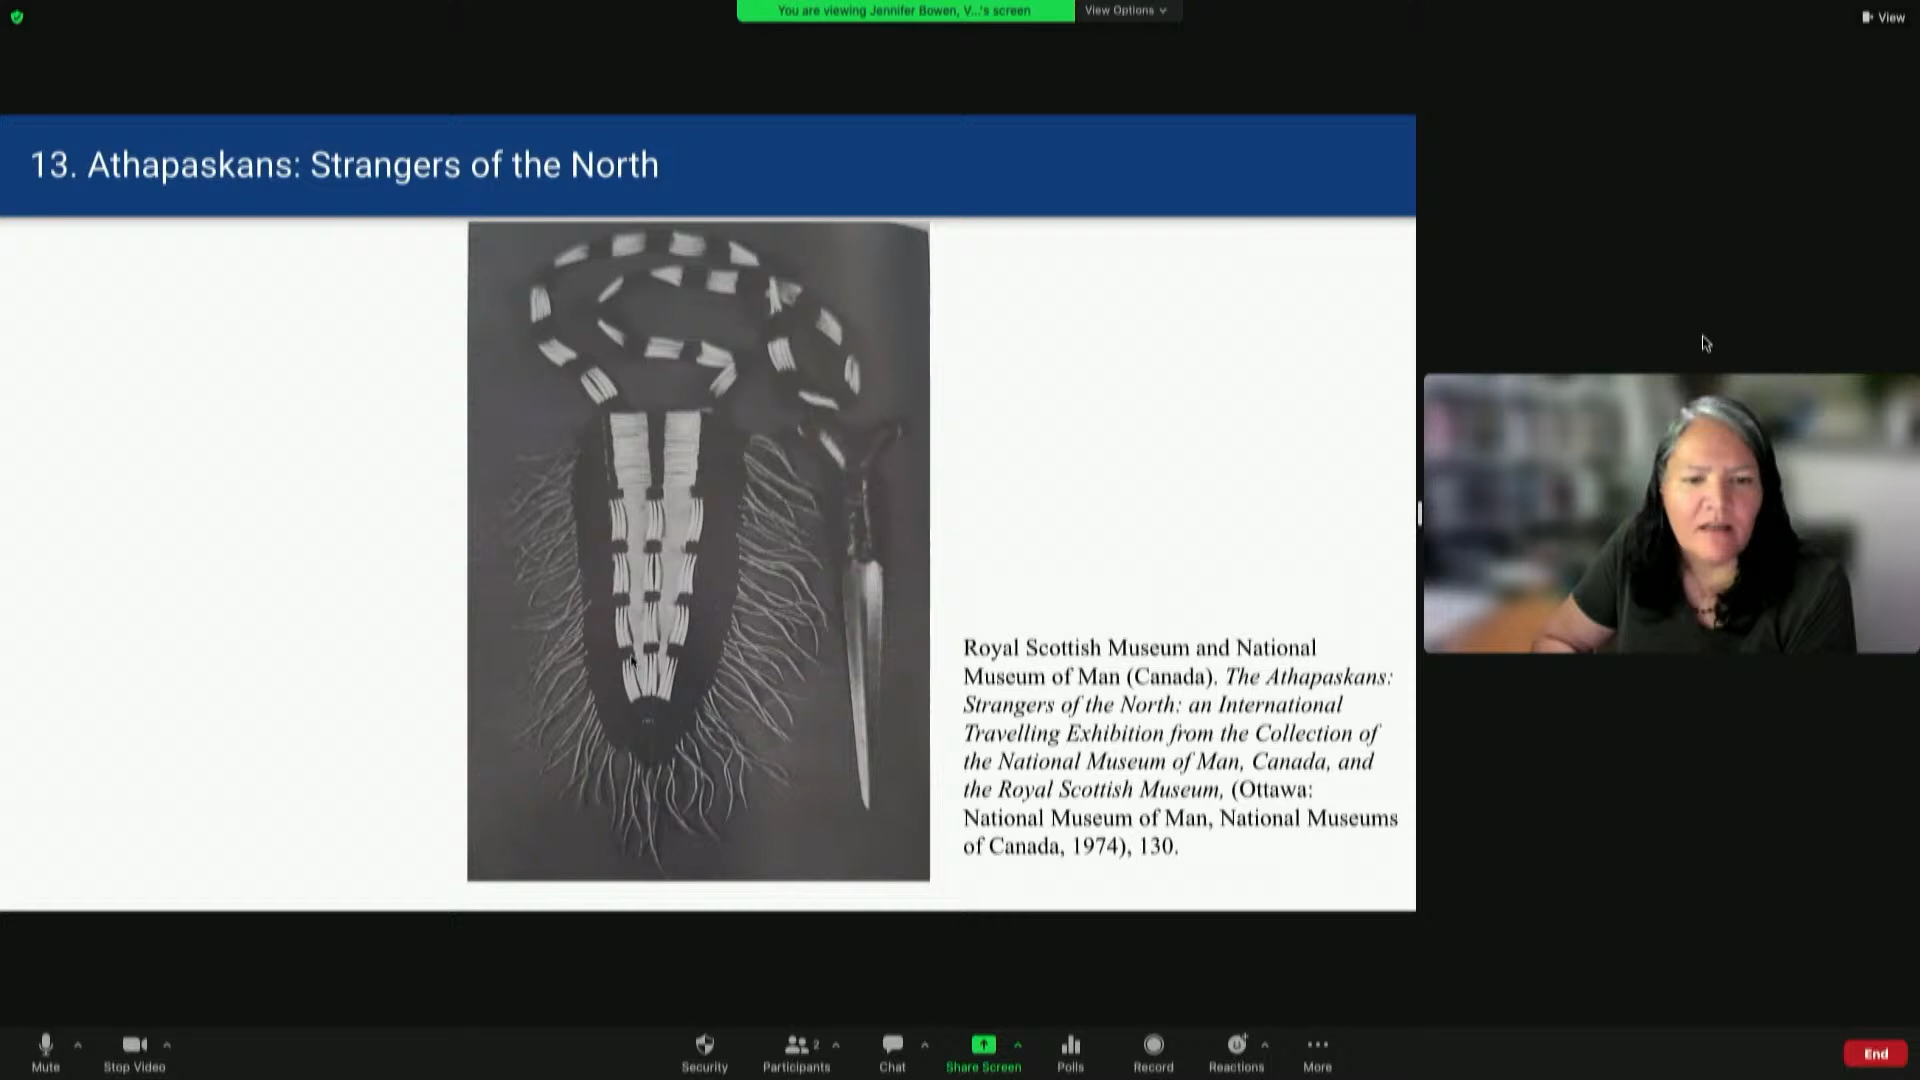 You are viewing Jennifer Bowen, V...'s screen
View Options
View
13. Athapaskans: Strangers of the North
Royal Scottish Museum and National
Museum of Man (Canada). The Athapaskans:
Strangers of the North: an International
Travelling Exhibition from the Collection of
the National Museum of Man, Canada, and
the Royal Scottish Museum, (Ottawa:
National Museum of Man, National Museums
of Canada, 1974), 130.
Mute
Stop Video
Security
Participants
2
Chat
Share Screen
Polls
Record
Reactions
More
End